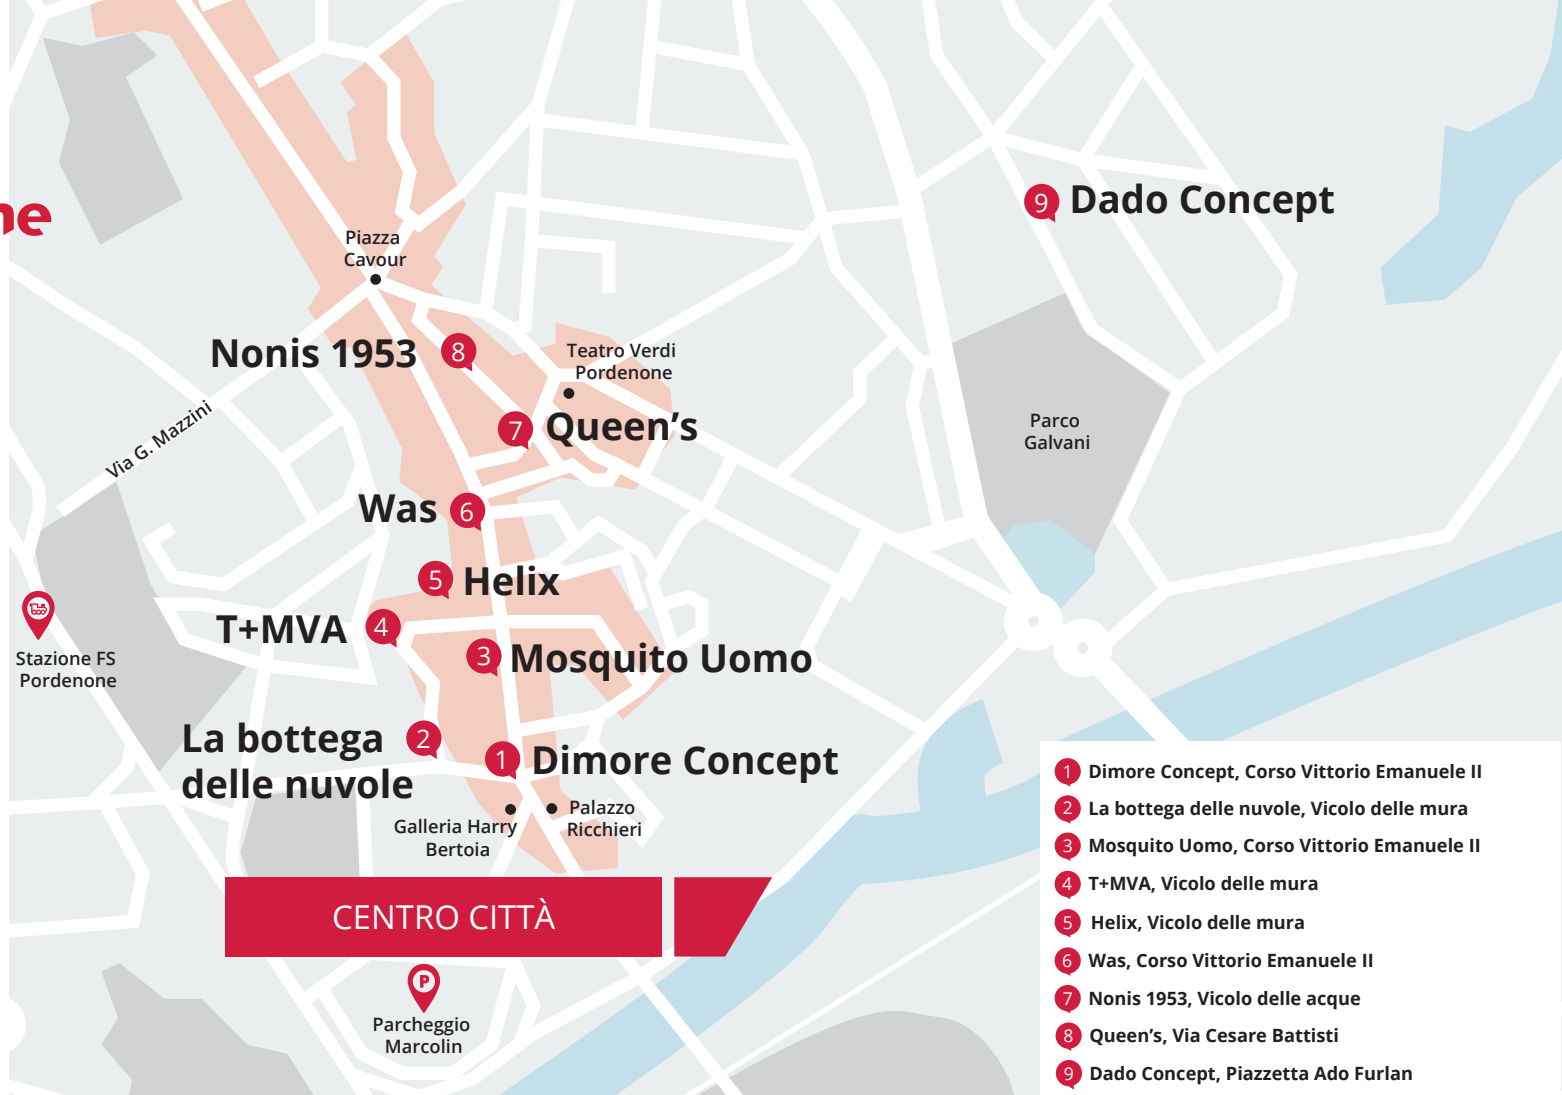 ne
Piazza
Cavour
9 Dado Concept
Nonis 1953 8
Teatro Verdi
Pordenone
Via G. Mazzini
7 Queen’s
Parco
Galvani
Was 6
5 Helix
T+MVA 4
3 Mosquito Uomo
Stazione FS
Pordenone
La bottega 2
delle nuvole
1 Dimore Concept
Galleria Harry
Bertoia
Palazzo
Ricchieri
CENTRO CITTÀ
P
Parcheggio
Marcolin
1 Dimore Concept, Corso Vittorio Emanuele II
2 La bottega delle nuvole, Vicolo delle mura
3 Mosquito Uomo, Corso Vittorio Emanuele II
4 T+MVA, Vicolo delle mura
5 Helix, Vicolo delle mura
6 Was, Corso Vittorio Emanuele II
7 Nonis 1953, Vicolo delle acque
8 Queen’s, Via Cesare Battisti
9 Dado Concept, Piazzetta Ado Furlan